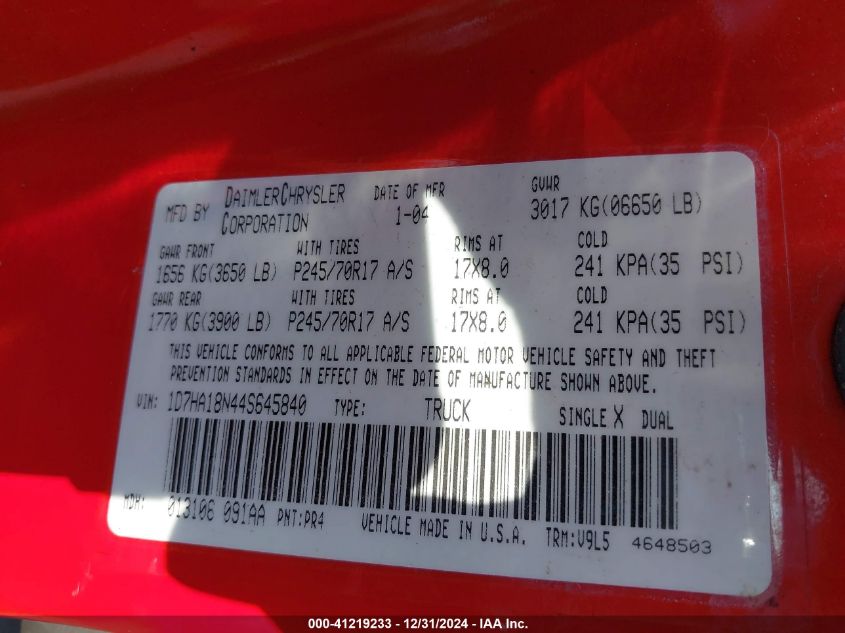 MFD BY DAIMLERCHRYSLER CORPORATION DATE OF MFR 1-04 GVWR 3017 KG(06650 LB)
GAWR FRONT WITH TIRES RIMS AT COLD
1656 KG(3650 LB) P245/70R17 A/S 17X8.0 241 KPA(35 PSI)
GAWR REAR WITH TIRES RIMS AT COLD
1770 KG(3900 LB) P245/70R17 A/S 17X8.0 241 KPA(35 PSI)
THIS VEHICLE CONFORMS TO ALL APPLICABLE FEDERAL MOTOR VEHICLE SAFETY AND THEFT
PREVENTION STANDARDS IN EFFECT ON THE DATE OF MANUFACTURE SHOWN ABOVE.
VIN: 1D7HA18N44S645840 TYPE: TRUCK SINGLE X DUAL
MDH: 013106 091AA PNT:PR4 VEHICLE MADE IN U.S.A. TRM:V9L5 4648503
000-41219233 - 12/31/2024 - IAA Inc.